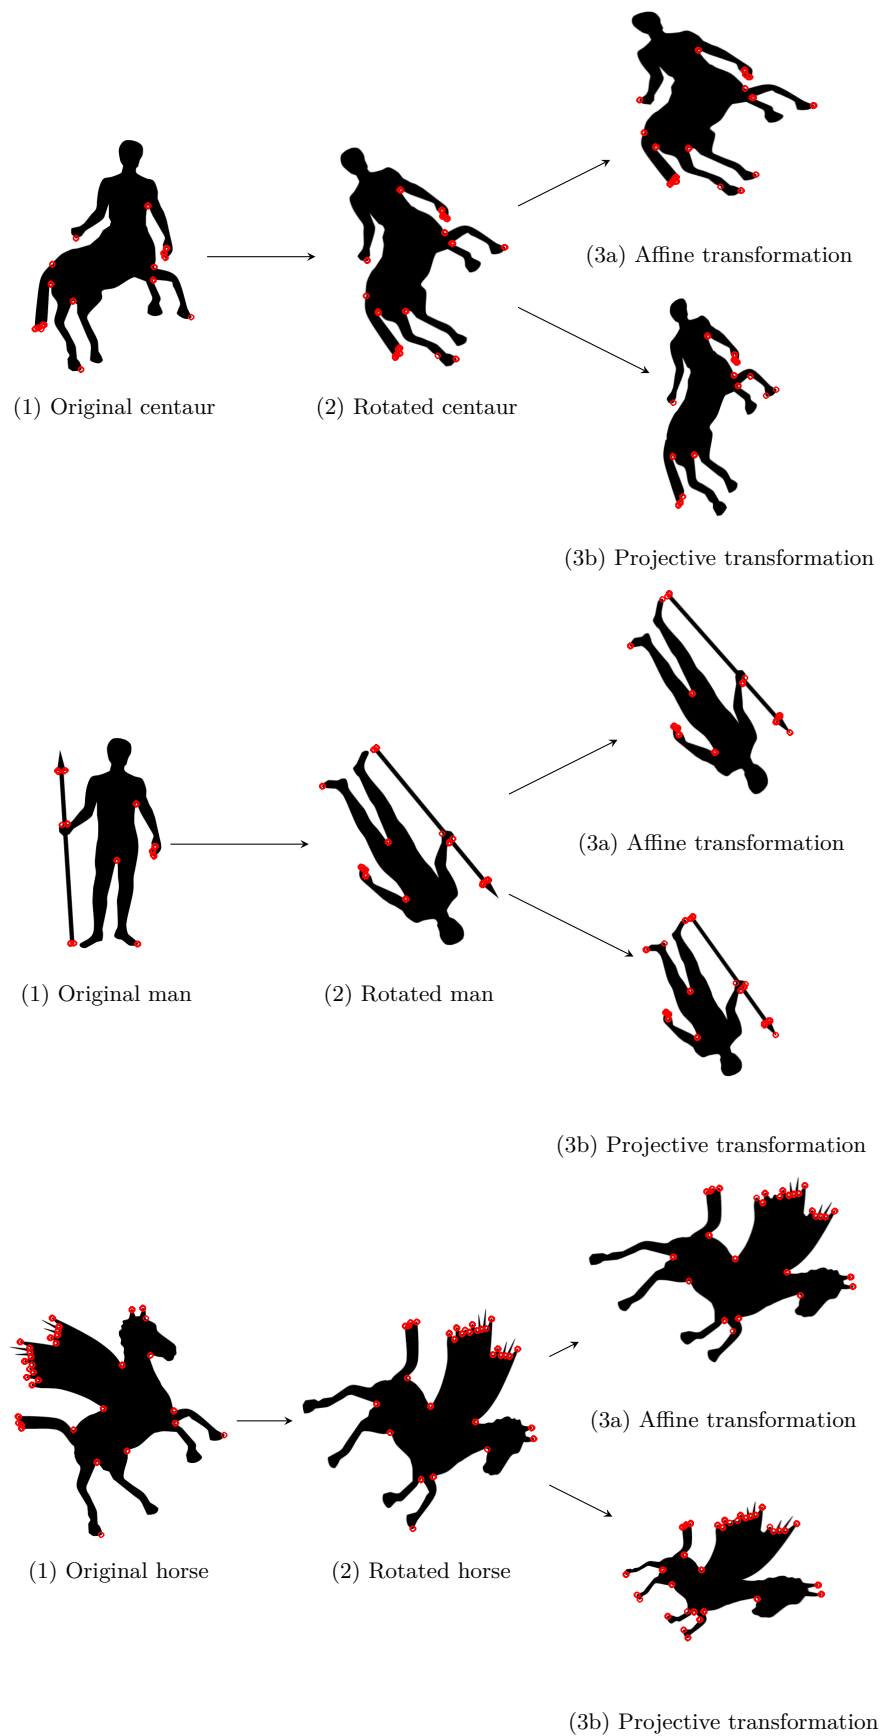 (3a) Affine transformation
(1) Original centaur
(2) Rotated centaur
(3b) Projective transformation
(3a) Affine transformation
(1) Original man
(2) Rotated man
(3b) Projective transformation
(3a) Affine transformation
(1) Original horse
(2) Rotated horse
(3b) Projective transformation